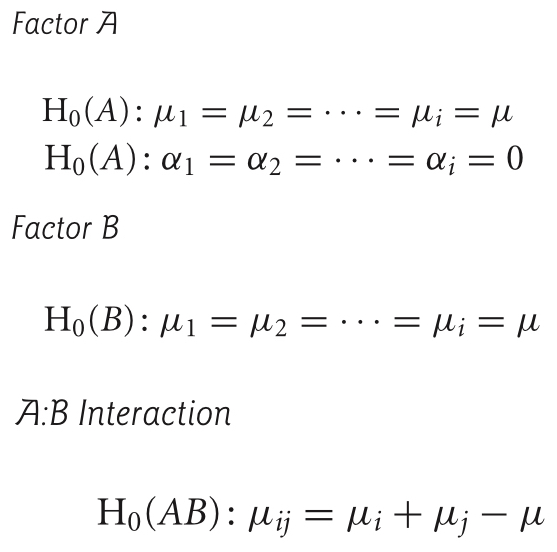 Factor A
H₀(A): μ₁ = μ₂ = ⋯ = μᵢ = μ
H₀(A): α₁ = α₂ = ⋯ = αᵢ = 0
Factor B
H₀(B): μ₁ = μ₂ = ⋯ = μᵢ = μ
A:B Interaction
H₀(AB): μᵢⱼ = μᵢ + μⱼ − μ